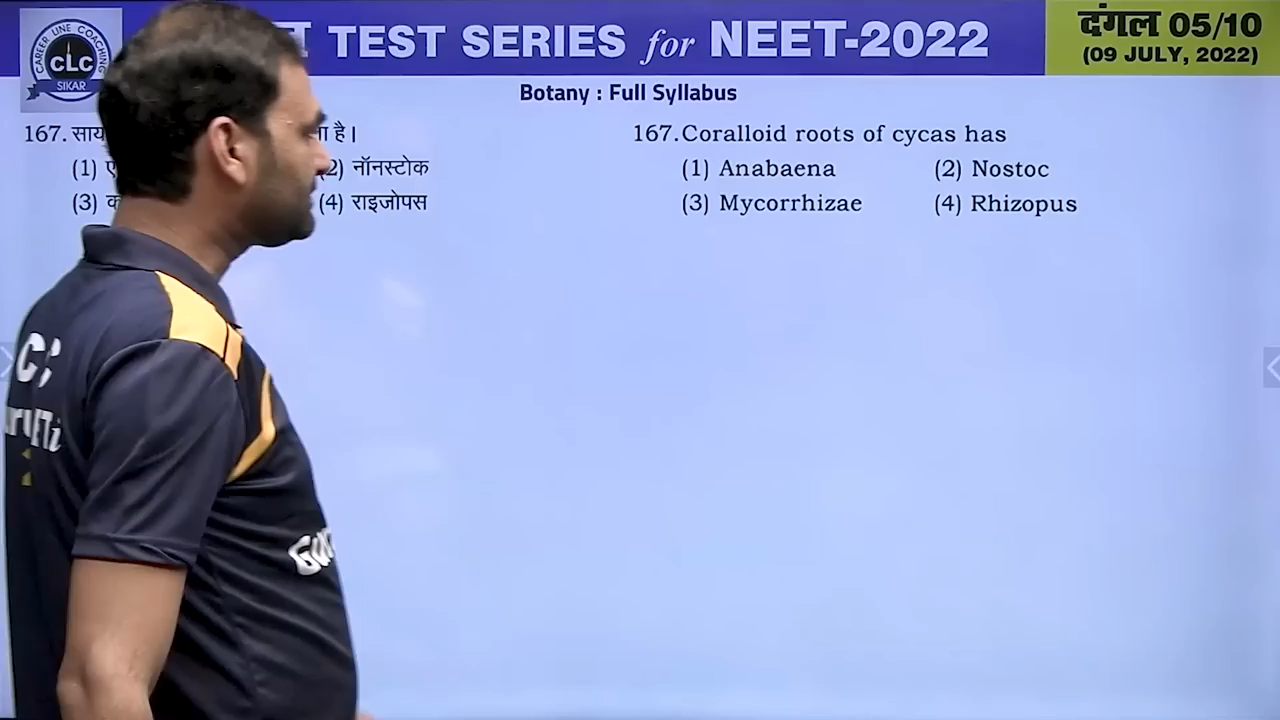 CAREER LINE COACHING
CLC
SIKAR
TEST SERIES for NEET-2022
दंगल 05/10
(09 JULY, 2022)
Botany : Full Syllabus
167. है।
(1)
(2) नॉनस्टोक
(3)
(4) राइजोपस
167. Coralloid roots of cycas has
(1) Anabaena (2) Nostoc
(3) Mycorrhizae (4) Rhizopus